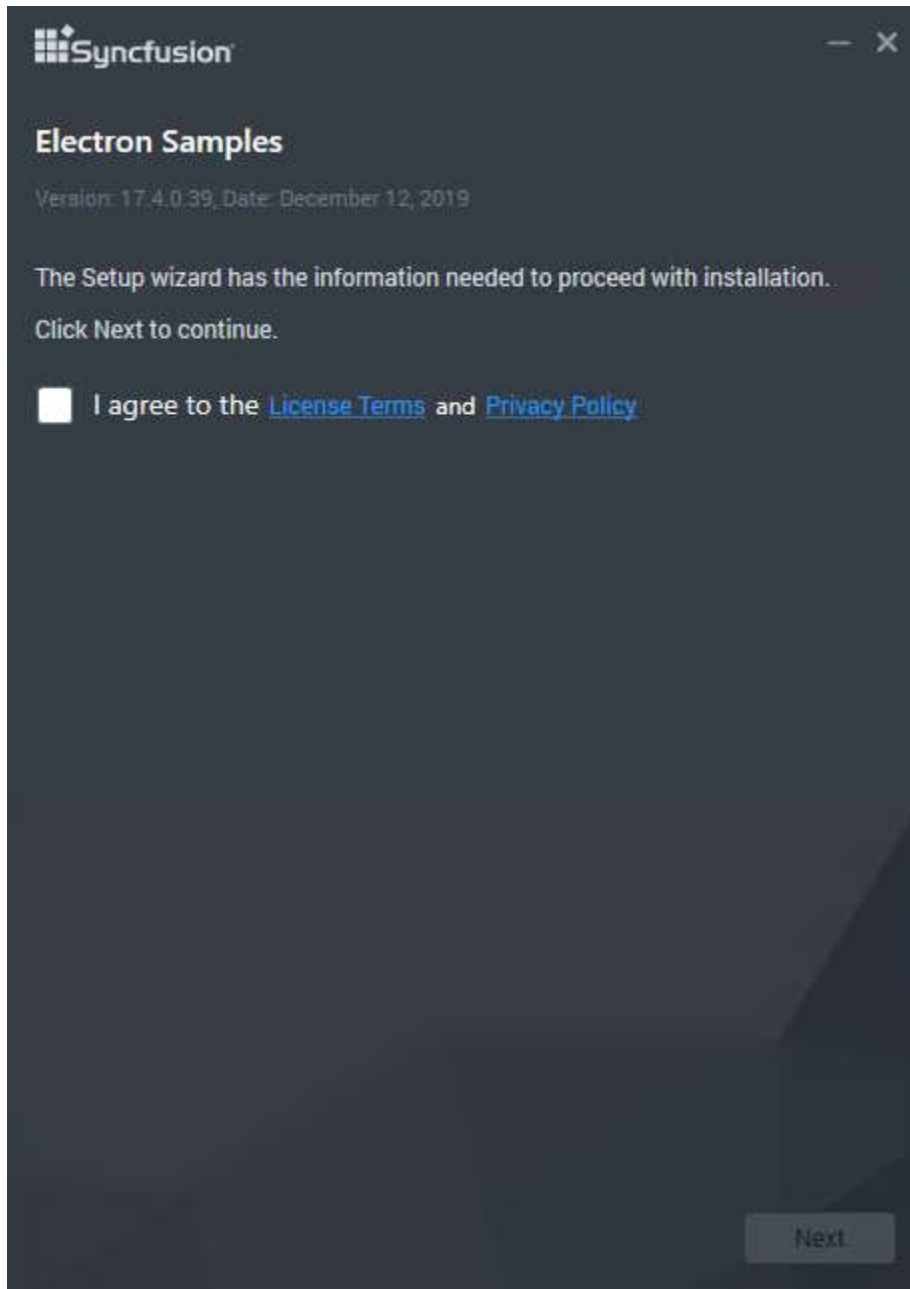 Syncfusion
Electron Samples
Version: 17.4.0.39, Date: December 12, 2019
The Setup wizard has the information needed to proceed with installation.
Click Next to continue.
I agree to the License Terms and Privacy Policy
Next